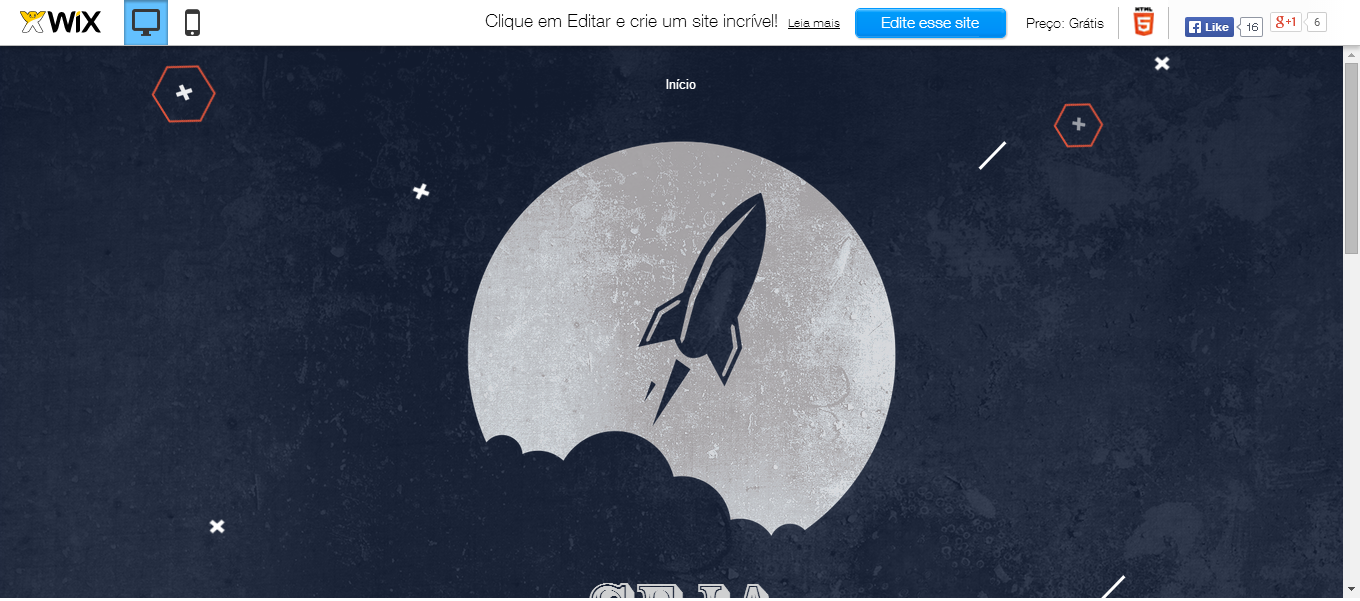 WiX
Clique em Editar e crie um site incrível! Leia mais
Edite esse site
Preço: Grátis
HTML
5
Like 16
g+1 6
Início